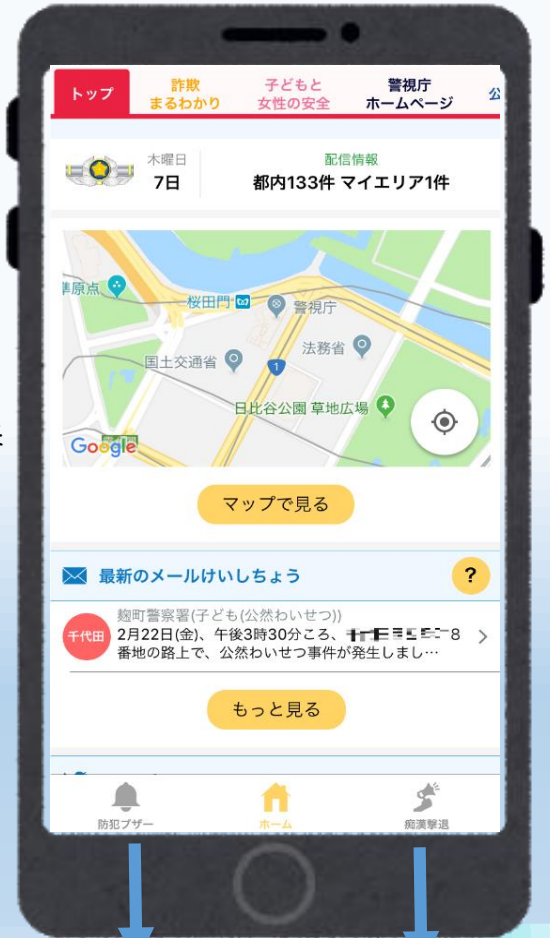 トップ
詐欺
まるわかり
子どもと
女性の安全
警視庁
ホームページ
公
木曜日
7日
配信情報
都内133件 マイエリア1件
準原点
桜田門
警視庁
国土交通省
法務省
1
日比谷公園 草地広場
Google
マップで見る
最新のメールけいしちょう
?
千代田
麹町警察署(子ども(公然わいせつ))
2月22日(金)、午後3時30分ころ、
8
番地の路上で、公然わいせつ事件が発生しまし…
もっと見る
防犯ブザー
ホーム
痴漢撃退